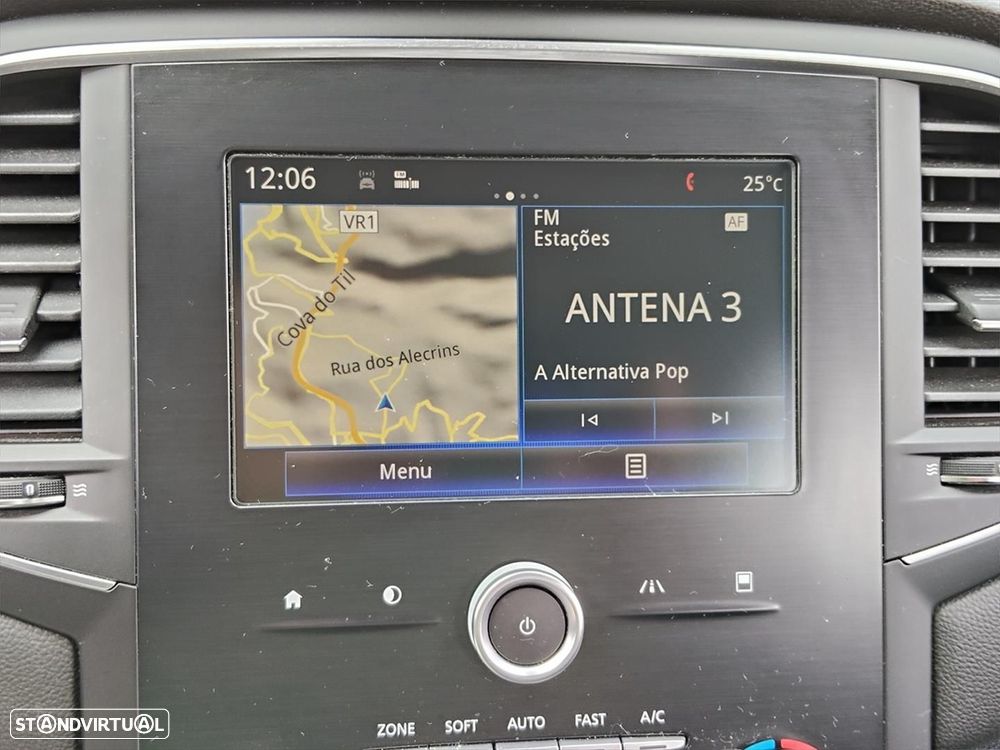 12:06
FM
25°C
VR1
Cova do Til
Rua dos Alecrins
FM
AF
Estações
ANTENA 3
A Alternativa Pop
Menu
ZONE SOFT AUTO FAST A/C
STANDVIRTUAL